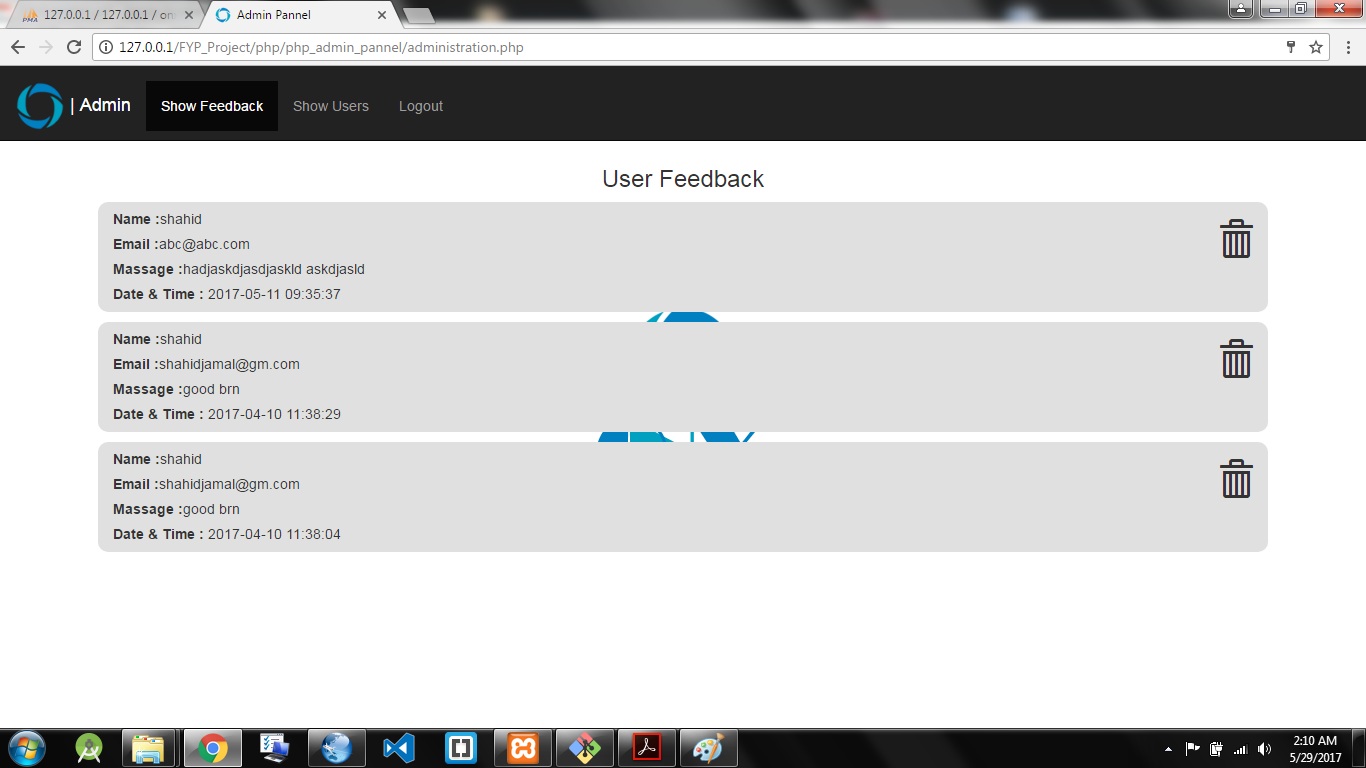 127.0.0.1 / 127.0.0.1 / on
Admin Pannel
127.0.0.1/FYP_Project/php/php_admin_pannel/administration.php
| Admin
Show Feedback
Show Users
Logout
User Feedback
Name :shahid
Email :abc@abc.com
Massage :hadjaskdjasdjaskld askdjasld
Date & Time : 2017-05-11 09:35:37
Name :shahid
Email :shahidjamal@gm.com
Massage :good brn
Date & Time : 2017-04-10 11:38:29
Name :shahid
Email :shahidjamal@gm.com
Massage :good brn
Date & Time : 2017-04-10 11:38:04
2:10 AM
5/29/2017